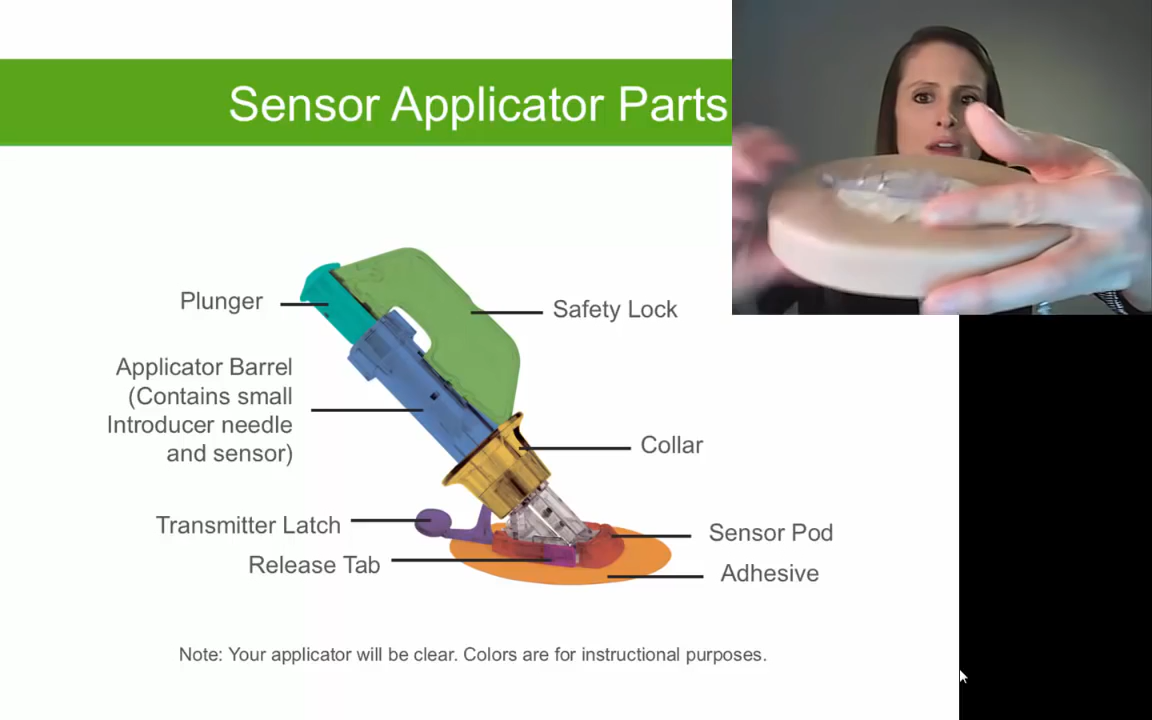 Sensor Applicator Parts
Plunger
Safety Lock
Applicator Barrel
(Contains small
Introducer needle
and sensor)
Collar
Transmitter Latch
Sensor Pod
Release Tab
Adhesive
Note: Your applicator will be clear. Colors are for instructional purposes.